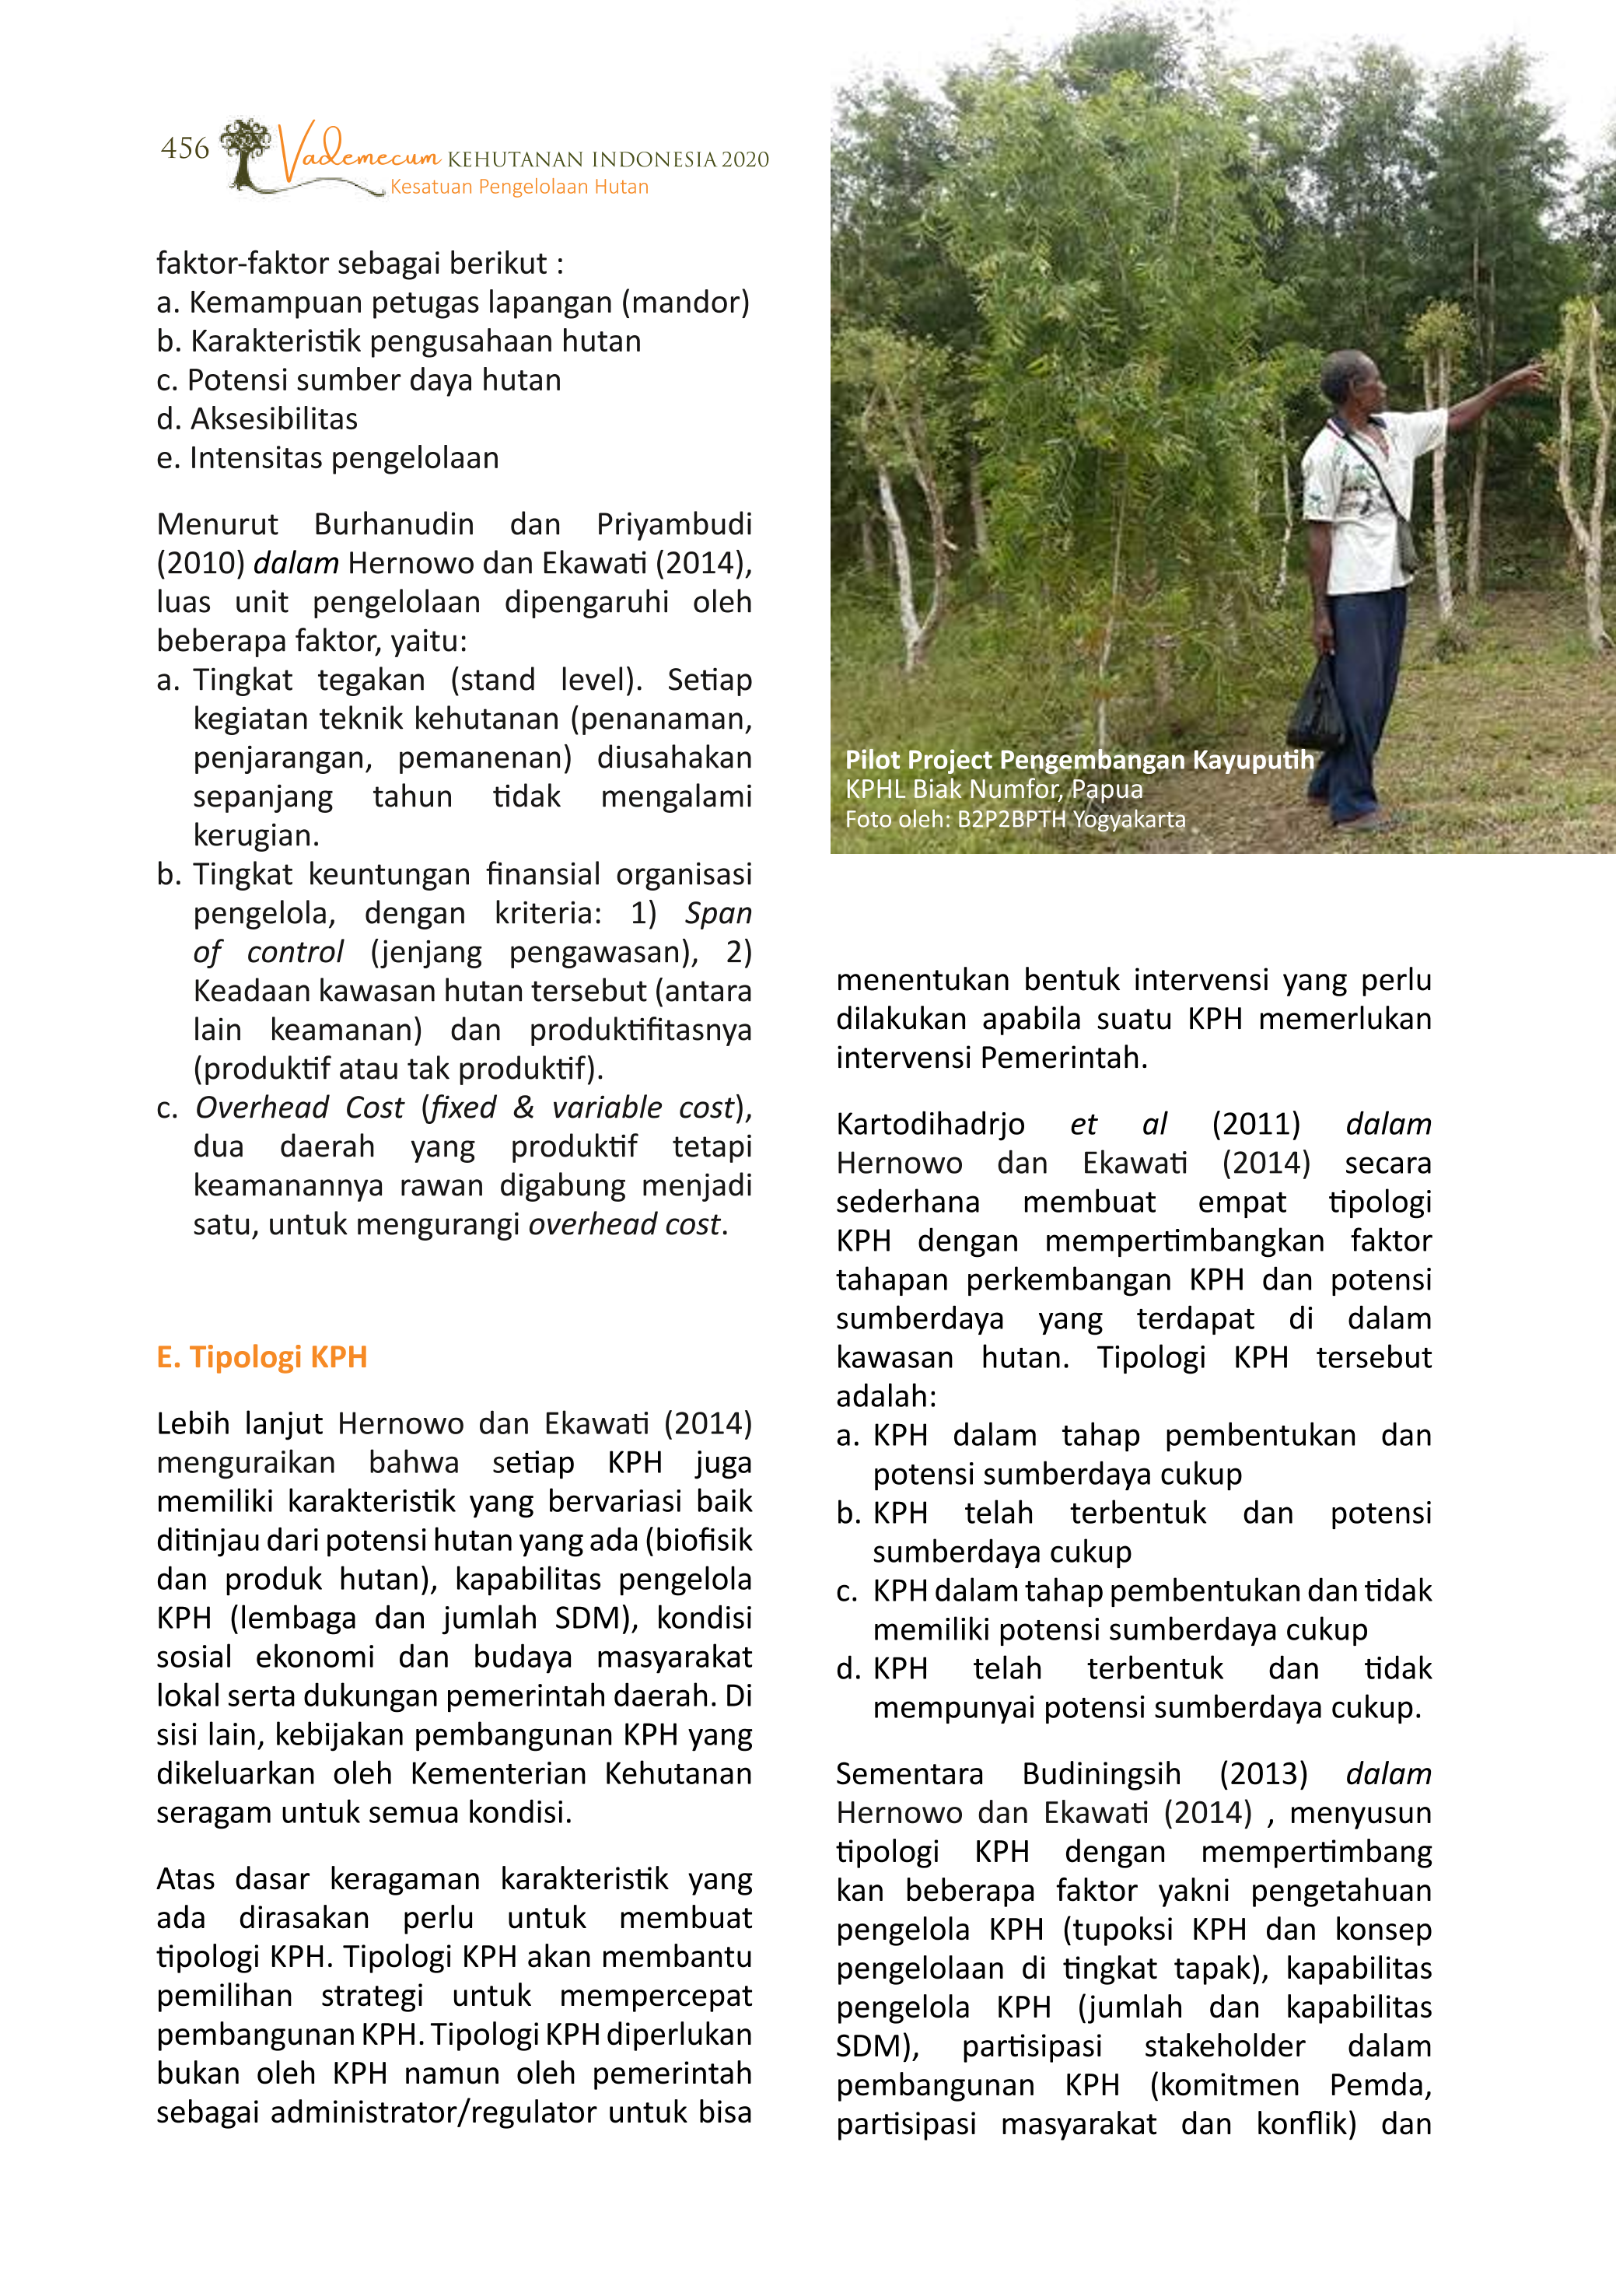 456 Vademecum KEHUTANAN INDONESIA 2020
Kesatuan Pengelolaan Hutan
faktor-faktor sebagai berikut :
a. Kemampuan petugas lapangan (mandor)
b. Karakteristik pengusahaan hutan
c. Potensi sumber daya hutan
d. Aksesibilitas
e. Intensitas pengelolaan
Menurut Burhanudin dan Priyambudi
(2010) dalam Hernowo dan Ekawati (2014),
luas unit pengelolaan dipengaruhi oleh
beberapa faktor, yaitu:
a. Tingkat tegakan (stand level). Setiap
kegiatan teknik kehutanan (penanaman,
penjarangan, pemanenan) diusahakan
sepanjang tahun tidak mengalami
kerugian.
b. Tingkat keuntungan finansial organisasi
pengelola, dengan kriteria: 1) Span
of control (jenjang pengawasan), 2)
Keadaan kawasan hutan tersebut (antara
lain keamanan) dan produktifitasnya
(produktif atau tak produktif).
c. Overhead Cost (fixed & variable cost),
dua daerah yang produktif tetapi
keamanannya rawan digabung menjadi
satu, untuk mengurangi overhead cost.
E. Tipologi KPH
Lebih lanjut Hernowo dan Ekawati (2014)
menguraikan bahwa setiap KPH juga
memiliki karakteristik yang bervariasi baik
ditinjau dari potensi hutan yang ada (biofisik
dan produk hutan), kapabilitas pengelola
KPH (lembaga dan jumlah SDM), kondisi
sosial ekonomi dan budaya masyarakat
lokal serta dukungan pemerintah daerah. Di
sisi lain, kebijakan pembangunan KPH yang
dikeluarkan oleh Kementerian Kehutanan
seragam untuk semua kondisi.
Atas dasar keragaman karakteristik yang
ada dirasakan perlu untuk membuat
tipologi KPH. Tipologi KPH akan membantu
pemilihan strategi untuk mempercepat
pembangunan KPH. Tipologi KPH diperlukan
bukan oleh KPH namun oleh pemerintah
sebagai administrator/regulator untuk bisa
Pilot Project Pengembangan Kayuputih
KPHL Biak Numfor, Papua
Foto oleh: B2P2BPTH Yogyakarta
menentukan bentuk intervensi yang perlu
dilakukan apabila suatu KPH memerlukan
intervensi Pemerintah.
Kartodihadrjo et al (2011) dalam
Hernowo dan Ekawati (2014) secara
sederhana membuat empat tipologi
KPH dengan mempertimbangkan faktor
tahapan perkembangan KPH dan potensi
sumberdaya yang terdapat di dalam
kawasan hutan. Tipologi KPH tersebut
adalah:
a. KPH dalam tahap pembentukan dan
potensi sumberdaya cukup
b. KPH telah terbentuk dan potensi
sumberdaya cukup
c. KPH dalam tahap pembentukan dan tidak
memiliki potensi sumberdaya cukup
d. KPH telah terbentuk dan tidak
mempunyai potensi sumberdaya cukup.
Sementara Budiningsih (2013) dalam
Hernowo dan Ekawati (2014) , menyusun
tipologi KPH dengan mempertimbang
kan beberapa faktor yakni pengetahuan
pengelola KPH (tupoksi KPH dan konsep
pengelolaan di tingkat tapak), kapabilitas
pengelola KPH (jumlah dan kapabilitas
SDM), partisipasi stakeholder dalam
pembangunan KPH (komitmen Pemda,
partisipasi masyarakat dan konflik) dan